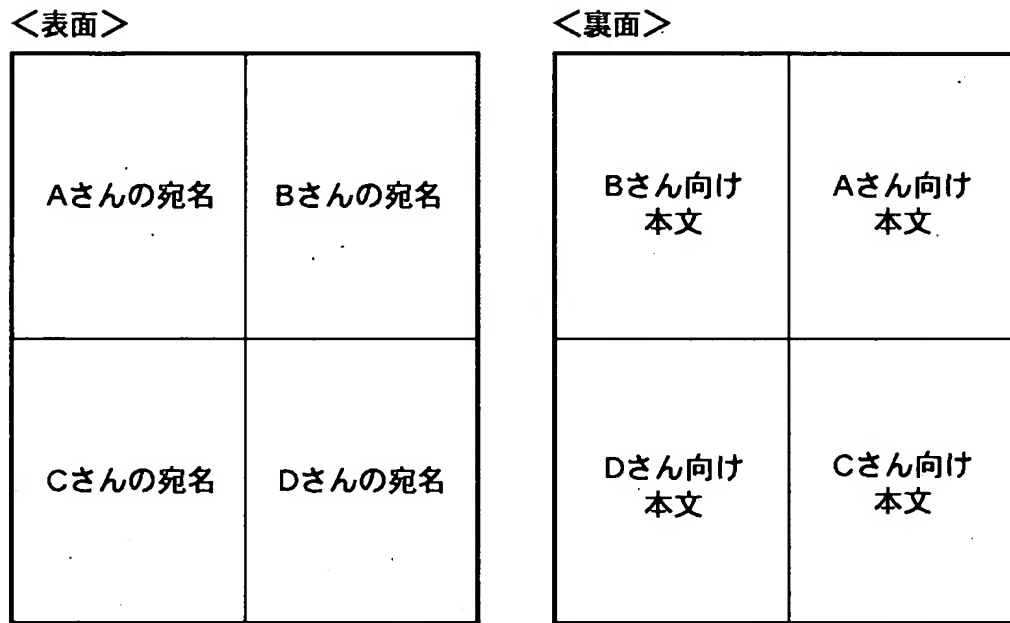 ＜表面＞
＜裏面＞
Aさんの宛名
Bさんの宛名
Bさん向け
本文
Aさん向け
本文
Cさんの宛名
Dさんの宛名
Dさん向け
本文
Cさん向け
本文